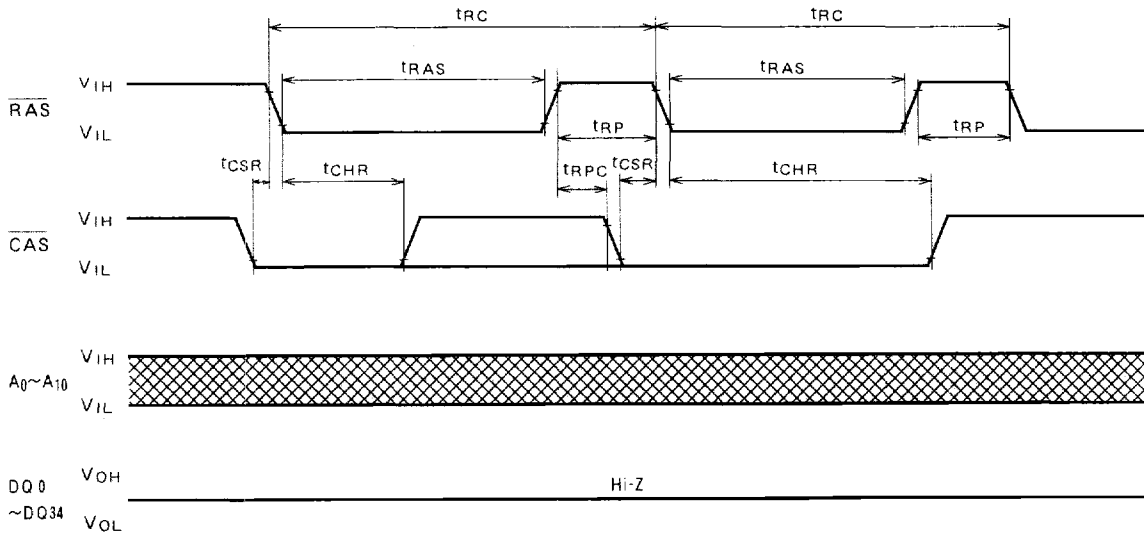 tRC tRC
VIH
tRAS tRAS
RAS
VIL
tRP tRP
tCSR tCHR tRPC tCSR tCHR
VIH
CAS
VIL
VIH
A0~A10
VIL
VOH
Hi-Z
DQ0
~DQ34
VOL